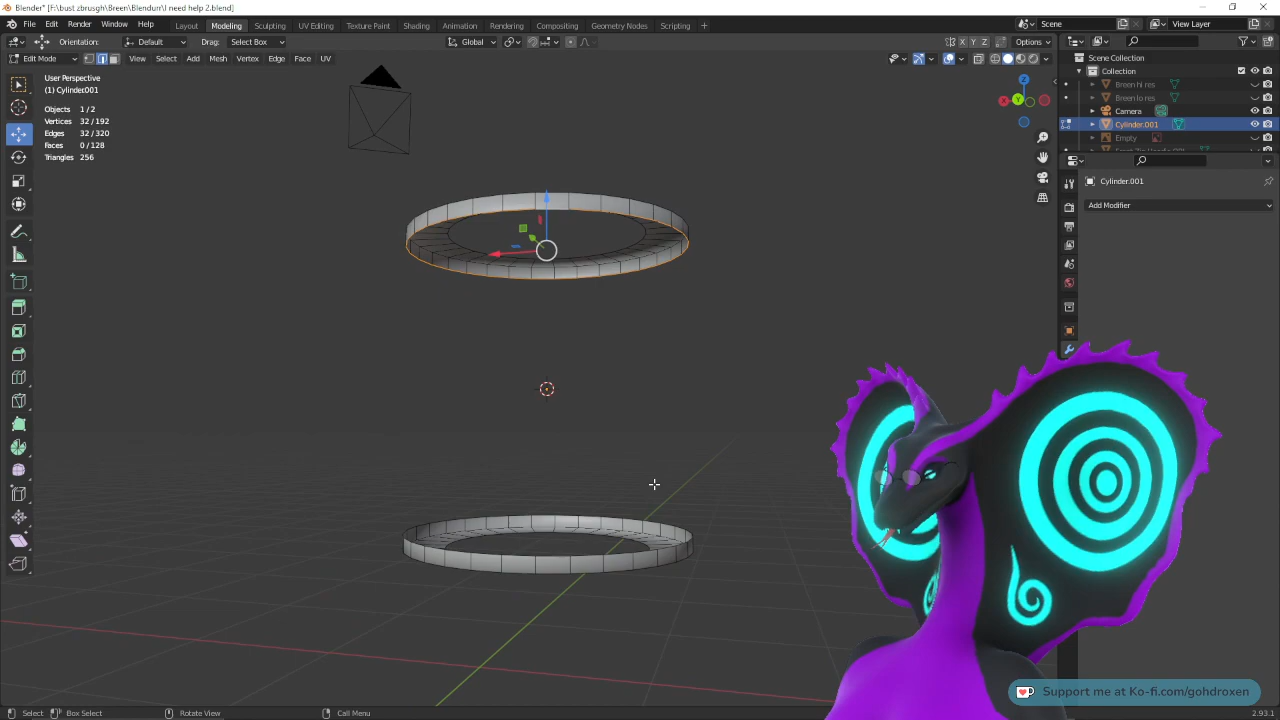 Blender* [F:\bust zbrusgh\Breen\Blendurr\I need help 2.blend]
File Edit Render Window Help Layout Modeling Sculpting UV Editing Texture Paint Shading Animation Rendering Compositing Geometry Nodes Scripting + Scene View Layer
Orientation: Default Drag: Select Box Global X Y Z Options
Edit Mode View Select Add Mesh Vertex Edge Face UV
User Perspective
(1) Cylinder.001
Objects 1/2
Vertices 32/192
Edges 32/320
Faces 0/128
Triangles 256
Z
X
Y
Scene Collection
Collection
Breen hi res
Breen lo res
Camera
Cylinder.001
Empty
Cylinder.001
Add Modifier
Support me at Ko-fi.com/gohdroxen
Select Box Select Rotate View Call Menu 2.93.1